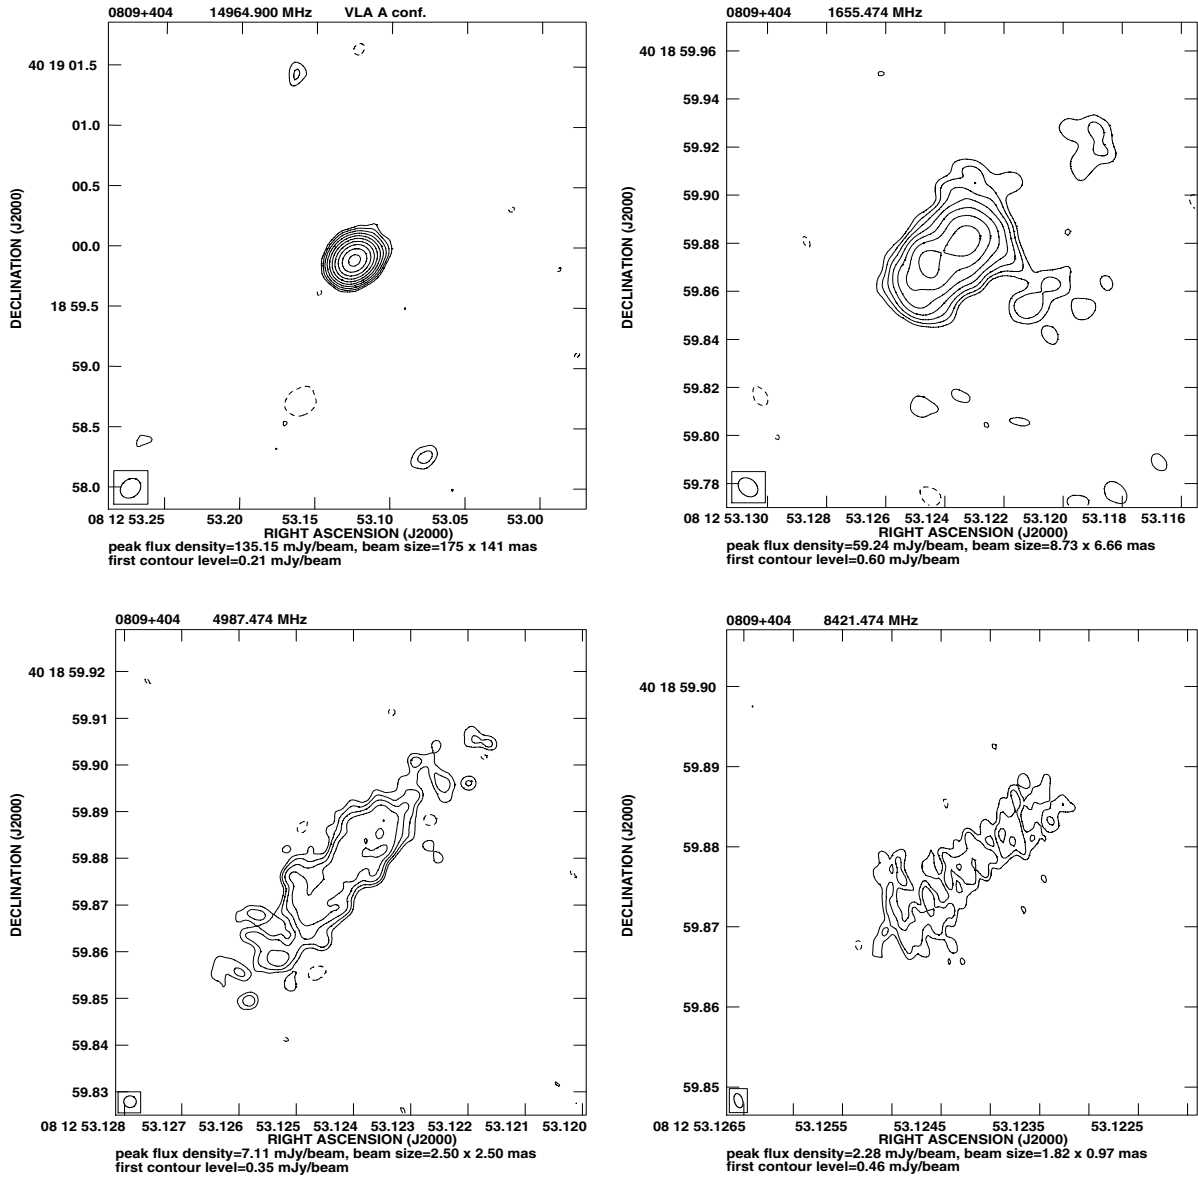 0809+404 14964.900 MHz VLA A conf.
DECLINATION (J2000)
40 19 01.5
01.0
00.5
00.0
18 59.5
59.0
58.5
58.0
08 12 53.25 53.20 53.15 53.10 53.05 53.00
RIGHT ASCENSION (J2000)
peak flux density=135.15 mJy/beam, beam size=175 x 141 mas
first contour level=0.21 mJy/beam
0809+404 1655.474 MHz
DECLINATION (J2000)
40 18 59.96
59.94
59.92
59.90
59.88
59.86
59.84
59.82
59.80
59.78
08 12 53.130 53.128 53.126 53.124 53.122 53.120 53.118 53.116
RIGHT ASCENSION (J2000)
peak flux density=59.24 mJy/beam, beam size=8.73 x 6.66 mas
first contour level=0.60 mJy/beam
0809+404 4987.474 MHz
DECLINATION (J2000)
40 18 59.92
59.91
59.90
59.89
59.88
59.87
59.86
59.85
59.84
59.83
08 12 53.128 53.127 53.126 53.125 53.124 53.123 53.122 53.121 53.120
RIGHT ASCENSION (J2000)
peak flux density=7.11 mJy/beam, beam size=2.50 x 2.50 mas
first contour level=0.35 mJy/beam
0809+404 8421.474 MHz
DECLINATION (J2000)
40 18 59.90
59.89
59.88
59.87
59.86
59.85
08 12 53.1265 53.1255 53.1245 53.1235 53.1225
RIGHT ASCENSION (J2000)
peak flux density=2.28 mJy/beam, beam size=1.82 x 0.97 mas
first contour level=0.46 mJy/beam